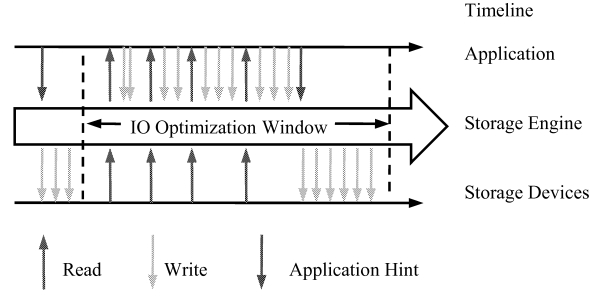 Timeline
Application
IO Optimization Window
Storage Engine
Storage Devices
Read
Write
Application Hint